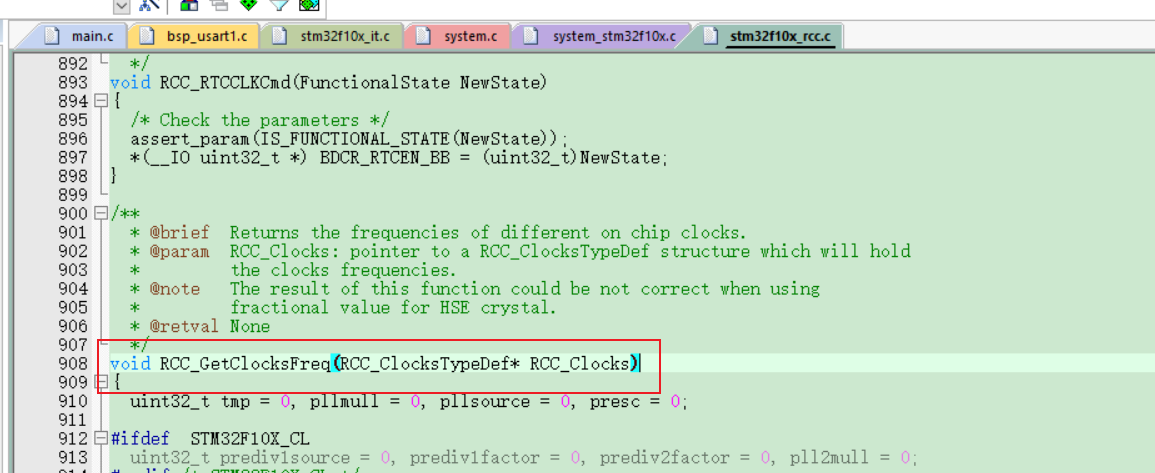 main.c bsp_usart1.c stm32f10x_it.c system.c system_stm32f10x.c stm32f10x_rcc.c
892 */
893 void RCC_RTCCLKCmd(FunctionalState NewState)
894 {
895 /* Check the parameters */
896 assert_param(IS_FUNCTIONAL_STATE(NewState));
897 *(__IO uint32_t *) BDCR_RTCEN_BB = (uint32_t)NewState;
898 }
899
900 /**
901 * @brief Returns the frequencies of different on chip clocks.
902 * @param RCC_Clocks: pointer to a RCC_ClocksTypeDef structure which will hold
903 * the clocks frequencies.
904 * @note The result of this function could be not correct when using
905 * fractional value for HSE crystal.
906 * @retval None
907 */
908 void RCC_GetClocksFreq(RCC_ClocksTypeDef* RCC_Clocks)
909 {
910 uint32_t tmp = 0, pllmull = 0, pllsource = 0, presc = 0;
911
912 #ifdef STM32F10X_CL
913 uint32_t prediv1source = 0, prediv1factor = 0, prediv2factor = 0, pll2mull = 0;